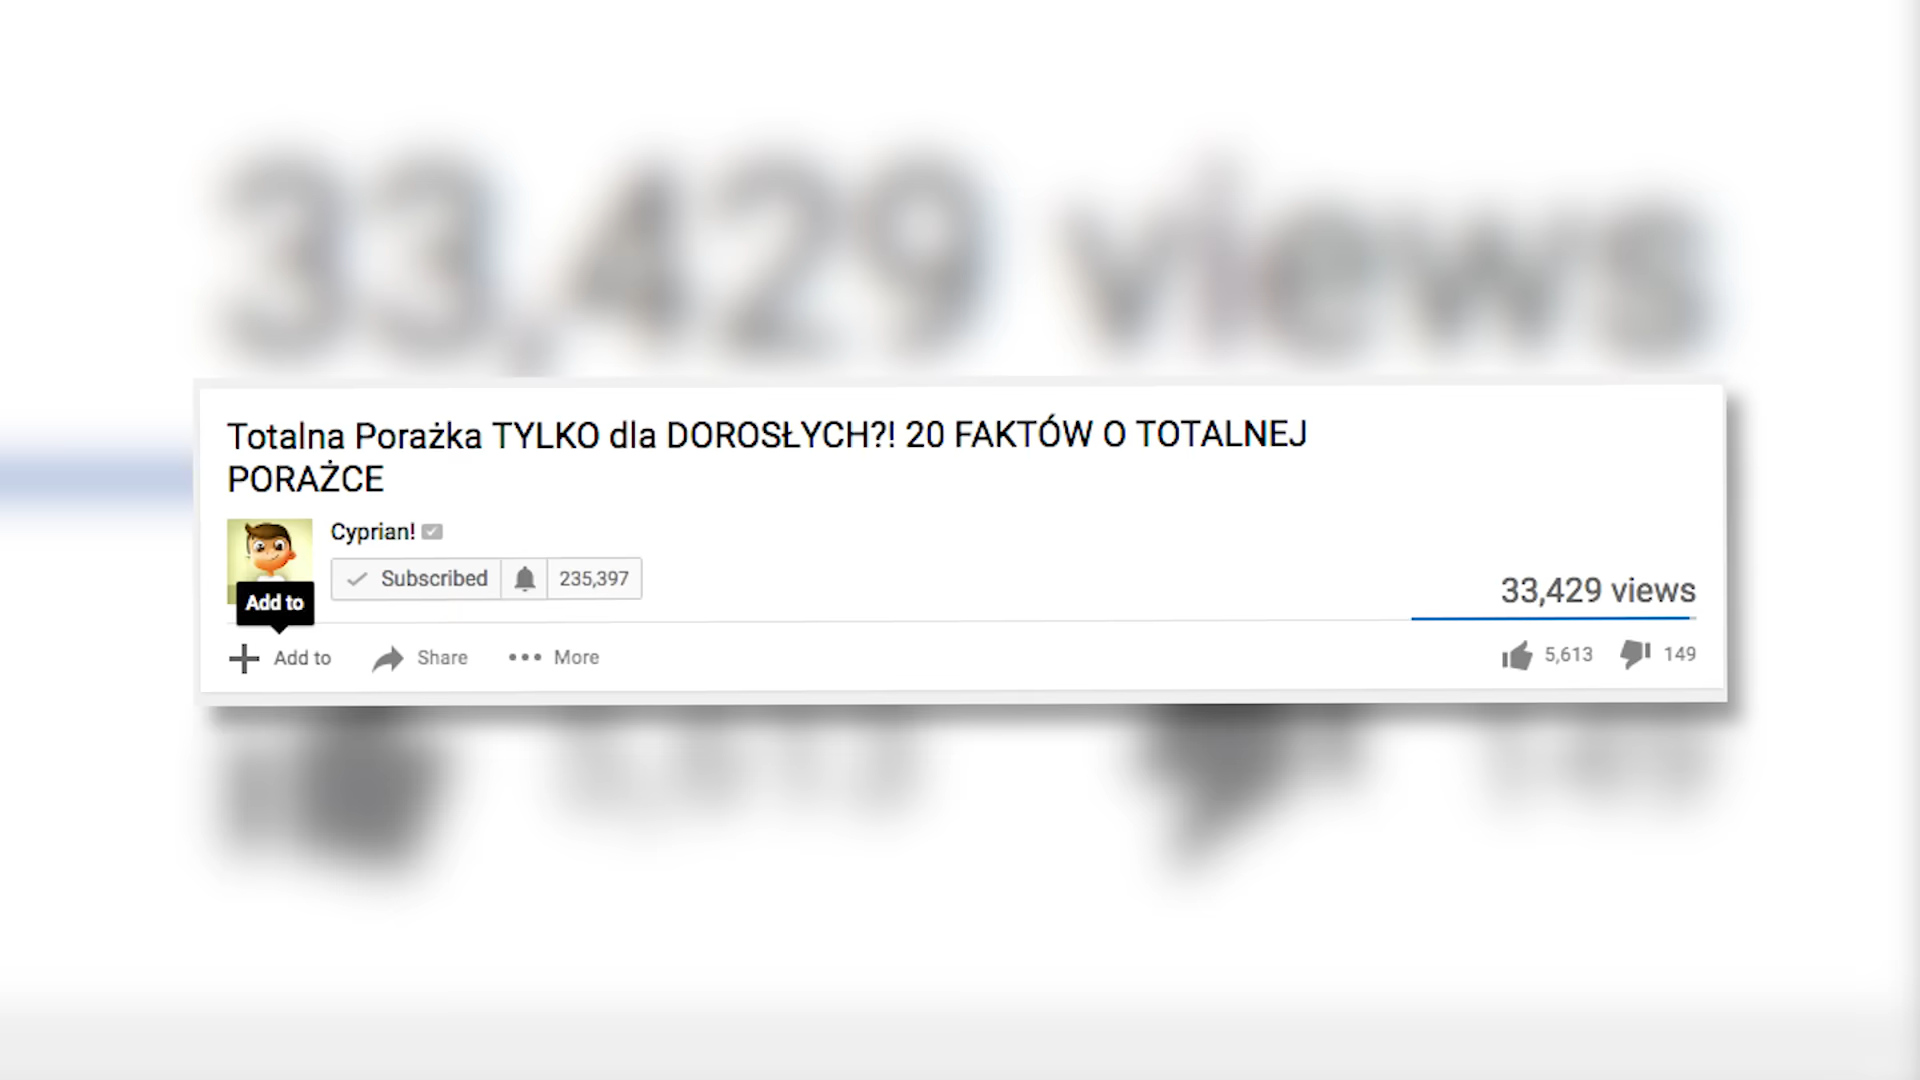 33,429 views
Totalna Porażka TYLKO dla DOROSŁYCH?! 20 FAKTÓW O TOTALNEJ
PORAŻCE
Cyprian!
Subscribed 235,397
33,429 views
Add to
Add to Share More 5,613 149